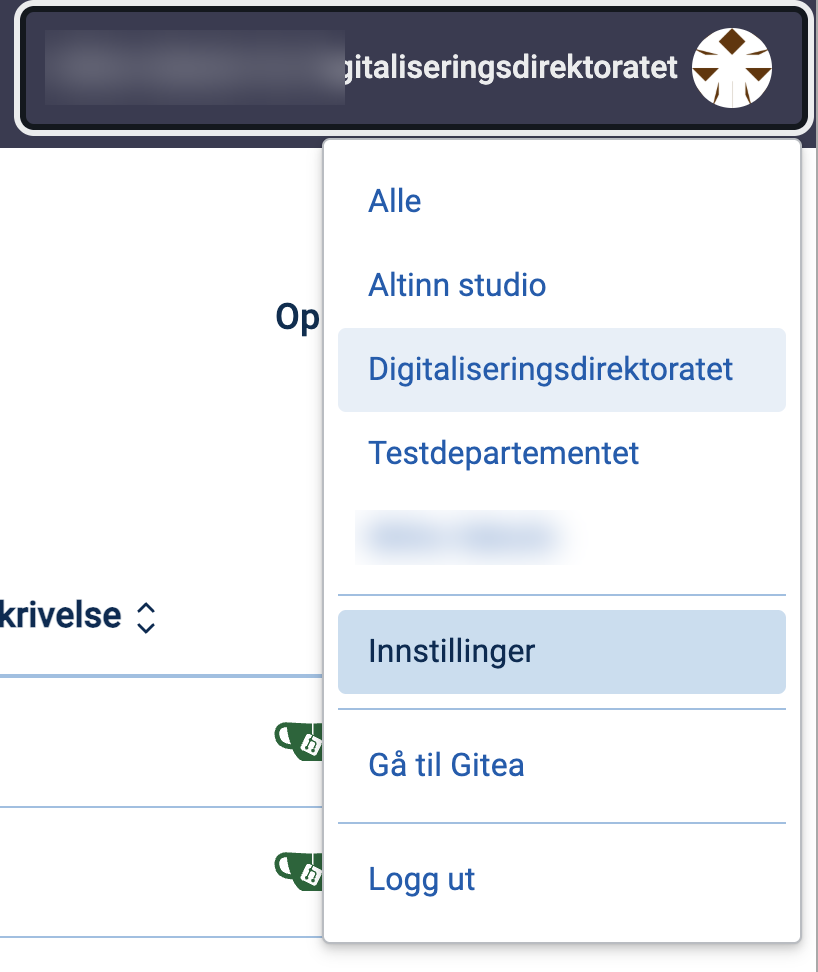 gitaliseringsdirektoratet
Alle
Altinn studio
Op
Digitaliseringsdirektoratet
Testdepartementet
krivelse
Innstillinger
Gå til Gitea
Logg ut